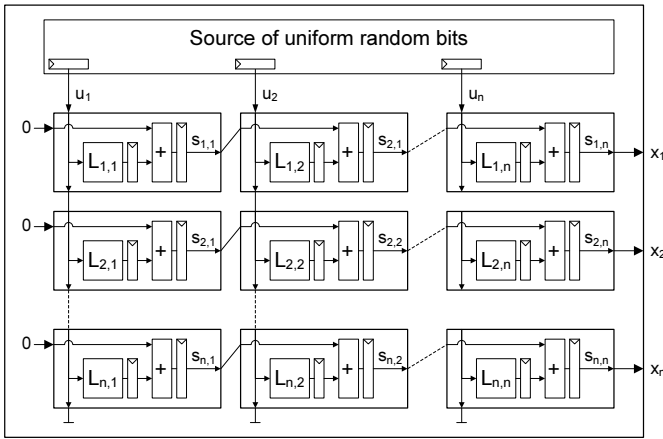 Source of uniform random bits
u1 u2 un
0 L1,1 + s1,1 L1,2 + s2,1 L1,n + s1,n x1
0 L2,1 + s2,1 L2,2 + s2,2 L2,n + s2,n x2
0 Ln,1 + sn,1 Ln,2 + sn,2 Ln,n + sn,n xn